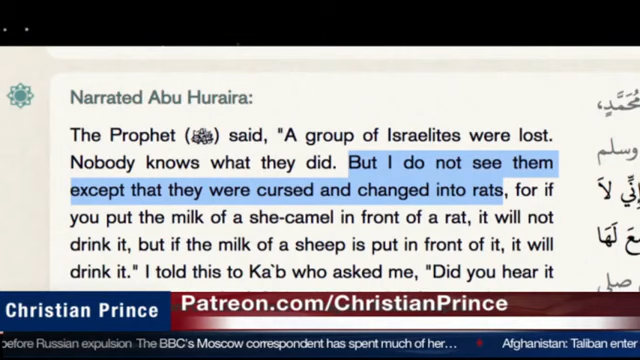 Narrated Abu Huraira:
The Prophet (ﷺ) said, "A group of Israelites were lost.
Nobody knows what they did. But I do not see them
except that they were cursed and changed into rats, for if
you put the milk of a she-camel in front of a rat, it will not
drink it, but if the milk of a sheep is put in front of it, it will
drink it." I told this to Ka`b who asked me, "Did you hear it
مُحَمَّدٍ،
وسلم
إِنِّي لاَ
لَهَا
صلى
Christian Prince
Patreon.com/ChristianPrince
before Russian expulsion The BBC's Moscow correspondent has spent much of her... Afghanistan: Taliban enter